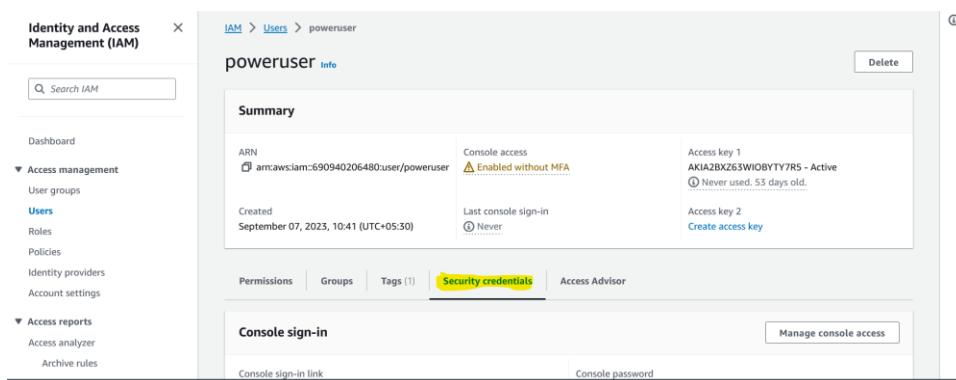 Identity and Access
Management (IAM)
Search IAM
Dashboard
Access management
User groups
Users
Roles
Policies
Identity providers
Account settings
Access reports
Access analyzer
Archive rules
IAM > Users > poweruser
poweruser Info
Delete
Summary
ARN
arn:aws:iam::690940206480:user/poweruser
Console access
Enabled without MFA
Access key 1
AKIA2BXZ63WIOBYTY7R5 - Active
Never used. 53 days old.
Created
September 07, 2023, 10:41 (UTC+05:30)
Last console sign-in
Never
Access key 2
Create access key
Permissions Groups Tags (1) Security credentials Access Advisor
Console sign-in
Manage console access
Console sign-in link
Console password